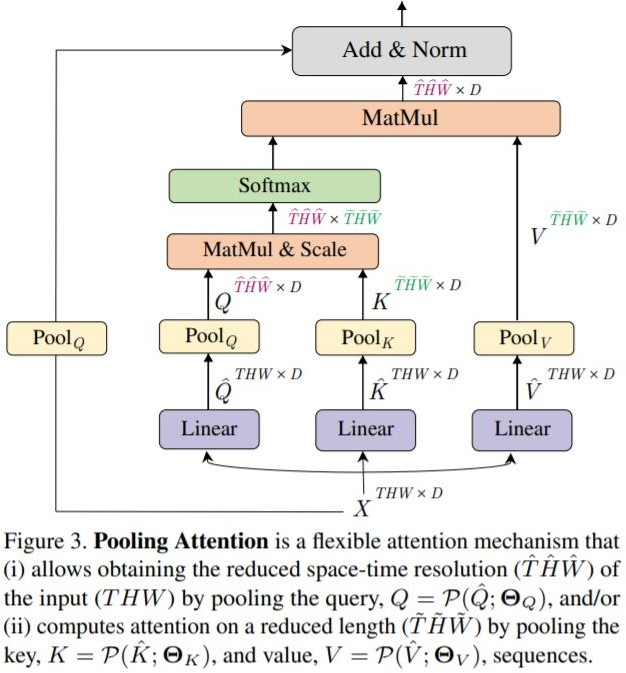 Add & Norm
T̂ĤŴ × D
MatMul
Softmax
T̂ĤŴ × T̃H̃W̃
V T̃H̃W̃ × D
MatMul & Scale
Q T̂ĤŴ × D
K T̃H̃W̃ × D
Pool_Q
Pool_Q
Pool_K
Pool_V
Q̂ THW × D
K̂ THW × D
V̂ THW × D
Linear
Linear
Linear
X THW × D
Figure 3. Pooling Attention is a flexible attention mechanism that
(i) allows obtaining the reduced space-time resolution (T̂ĤŴ) of
the input (THW) by pooling the query, Q = P(Q̂; Θ_Q), and/or
(ii) computes attention on a reduced length (T̃H̃W̃) by pooling the
key, K = P(K̂; Θ_K), and value, V = P(V̂; Θ_V), sequences.